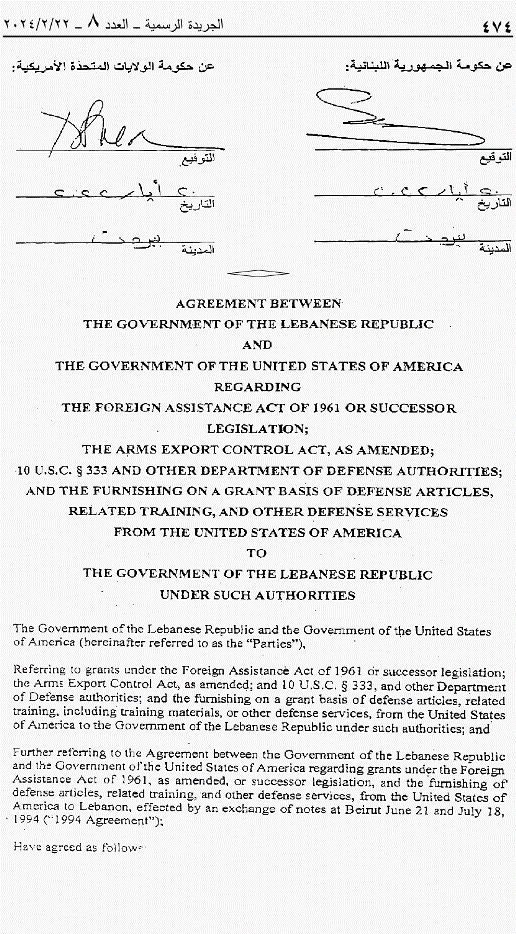 ٤٧٤
الجريدة الرسمية – العدد ٨ – ٢٠٢٤/٢/٢٢
عن حكومة الجمهورية اللبنانية:
عن حكومة الولايات المتحدة الأمريكية:
التوقيع
التوقيع
٢٠ أيار ٢٠٢٢
٢٠ أيار ٢٠٢٢
التاريخ
التاريخ
بيروت
بيروت
المدينة
المدينة
AGREEMENT BETWEEN
THE GOVERNMENT OF THE LEBANESE REPUBLIC
AND
THE GOVERNMENT OF THE UNITED STATES OF AMERICA
REGARDING
THE FOREIGN ASSISTANCE ACT OF 1961 OR SUCCESSOR
LEGISLATION;
THE ARMS EXPORT CONTROL ACT, AS AMENDED;
10 U.S.C. § 333 AND OTHER DEPARTMENT OF DEFENSE AUTHORITIES;
AND THE FURNISHING ON A GRANT BASIS OF DEFENSE ARTICLES,
RELATED TRAINING, AND OTHER DEFENSE SERVICES
FROM THE UNITED STATES OF AMERICA
TO
THE GOVERNMENT OF THE LEBANESE REPUBLIC
UNDER SUCH AUTHORITIES
The Government of the Lebanese Republic and the Government of the United States
of America (hereinafter referred to as the “Parties”),
Referring to grants under the Foreign Assistance Act of 1961 or successor legislation;
the Arms Export Control Act, as amended; and 10 U.S.C. § 333, and other Department
of Defense authorities; and the furnishing on a grant basis of defense articles, related
training, including training materials, or other defense services, from the United States
of America to the Government of the Lebanese Republic under such authorities; and
Further referring to the Agreement between the Government of the Lebanese Republic
and the Government of the United States of America regarding grants under the Foreign
Assistance Act of 1961, as amended, or successor legislation, and the furnishing of
defense articles, related training, and other defense services, from the United States of
America to Lebanon, effected by an exchange of notes at Beirut June 21 and July 18,
1994 (“1994 Agreement”);
Have agreed as follows